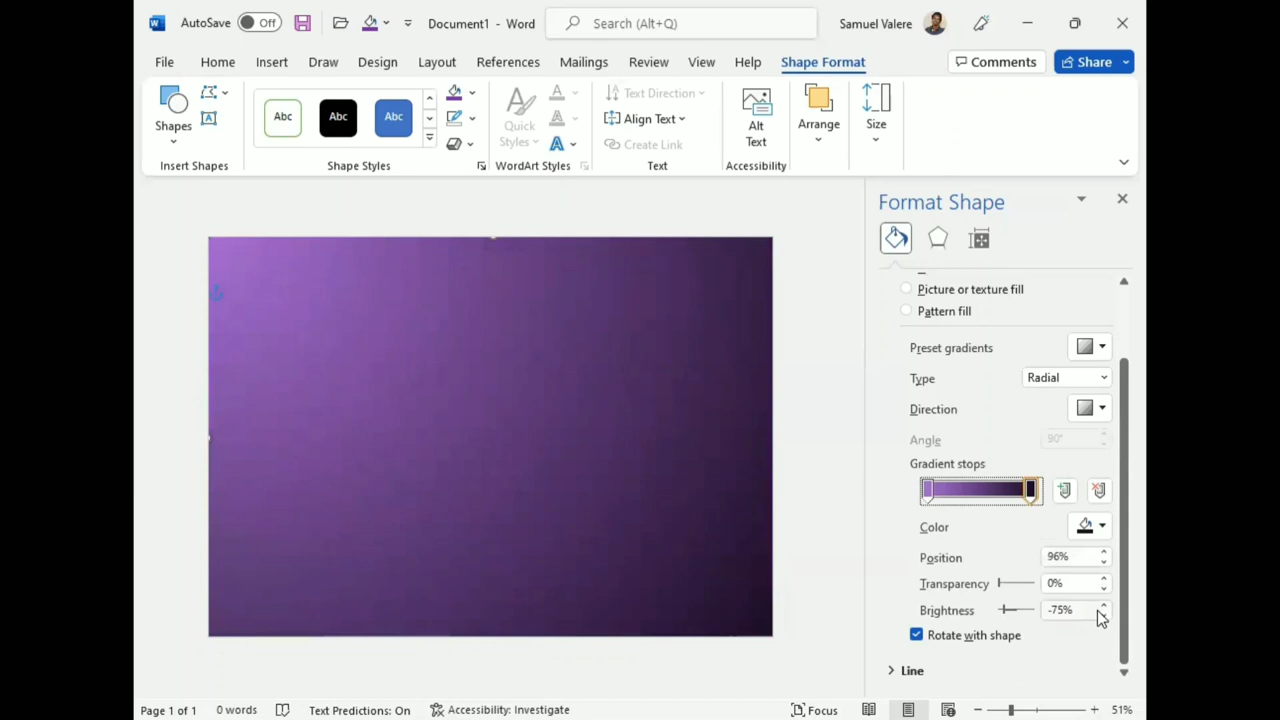 AutoSave Off Document1 - Word Search (Alt+Q) Samuel Valere
File Home Insert Draw Design Layout References Mailings Review View Help Shape Format Comments Share
Shapes
Abc Abc Abc
Quick
Styles
Text Direction
Align Text
Create Link
Alt
Text
Arrange
Size
Insert Shapes Shape Styles WordArt Styles Text Accessibility
Format Shape
Picture or texture fill
Pattern fill
Preset gradients
Type Radial
Direction
Angle 90°
Gradient stops
Color
Position 96%
Transparency 0%
Brightness -75%
Rotate with shape
Line
Page 1 of 1 0 words Text Predictions: On Accessibility: Investigate Focus 51%